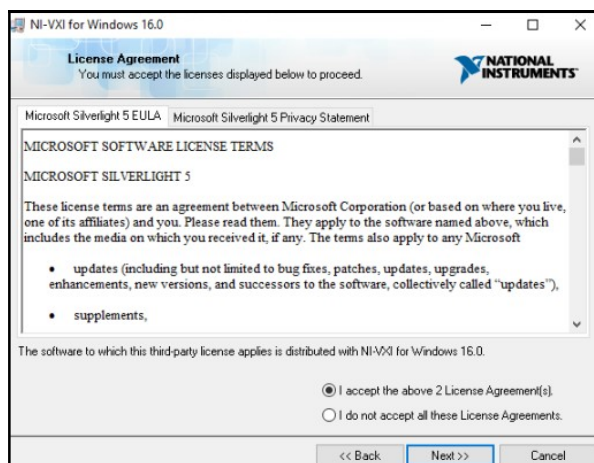 NI-VXI for Windows 16.0
License Agreement
You must accept the licenses displayed below to proceed.
NATIONAL
INSTRUMENTS™
Microsoft Silverlight 5 EULA
Microsoft Silverlight 5 Privacy Statement
MICROSOFT SOFTWARE LICENSE TERMS
MICROSOFT SILVERLIGHT 5
These license terms are an agreement between Microsoft Corporation (or based on where you live,
one of its affiliates) and you. Please read them. They apply to the software named above, which
includes the media on which you received it, if any. The terms also apply to any Microsoft
• updates (including but not limited to bug fixes, patches, updates, upgrades,
enhancements, new versions, and successors to the software, collectively called “updates”),
• supplements,
The software to which this third-party license applies is distributed with NI-VXI for Windows 16.0.
I accept the above 2 License Agreement(s).
I do not accept all these License Agreements.
<< Back
Next >>
Cancel